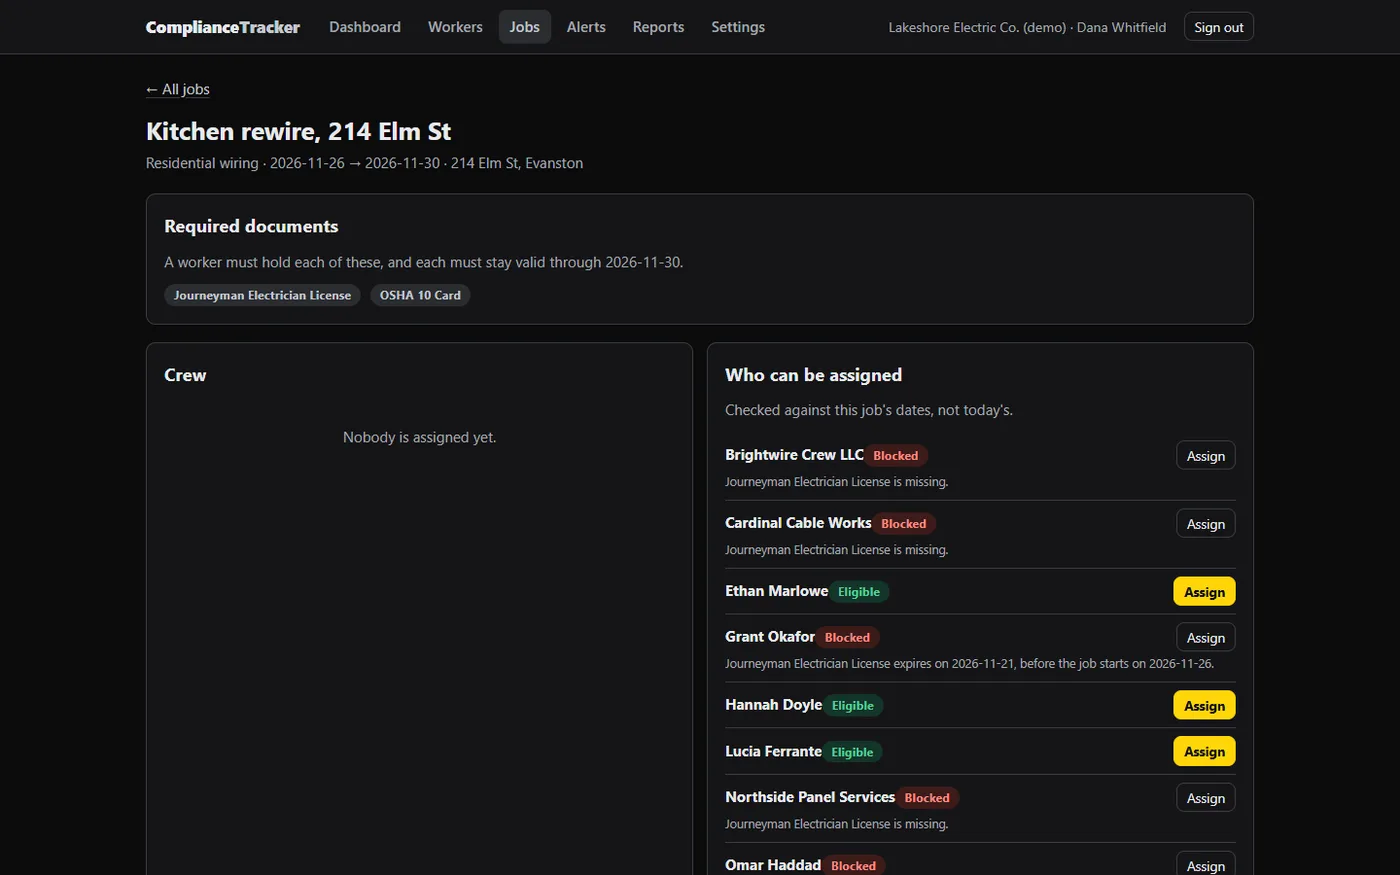 ComplianceTracker Dashboard Workers Jobs Alerts Reports Settings Lakeshore Electric Co. (demo) · Dana Whitfield Sign out
← All jobs
Kitchen rewire, 214 Elm St
Residential wiring · 2026-11-26 → 2026-11-30 · 214 Elm St, Evanston
Required documents
A worker must hold each of these, and each must stay valid through 2026-11-30.
Journeyman Electrician License OSHA 10 Card
Crew
Nobody is assigned yet.
Who can be assigned
Checked against this job's dates, not today's.
Brightwire Crew LLC Blocked Assign
Journeyman Electrician License is missing.
Cardinal Cable Works Blocked Assign
Journeyman Electrician License is missing.
Ethan Marlowe Eligible Assign
Grant Okafor Blocked Assign
Journeyman Electrician License expires on 2026-11-21, before the job starts on 2026-11-26.
Hannah Doyle Eligible Assign
Lucia Ferrante Eligible Assign
Northside Panel Services Blocked Assign
Journeyman Electrician License is missing.
Omar Haddad Blocked Assign